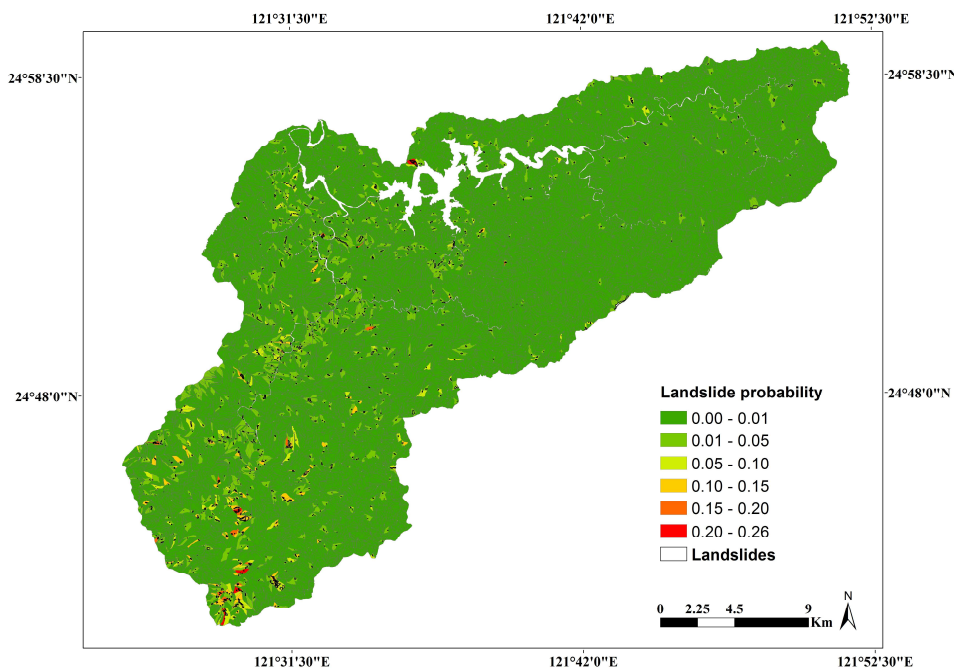 121°31'30"E 121°42'0"E 121°52'30"E
24°58'30"N 24°58'30"N
24°48'0"N 24°48'0"N
Landslide probability
0.00 - 0.01
0.01 - 0.05
0.05 - 0.10
0.10 - 0.15
0.15 - 0.20
0.20 - 0.26
Landslides
N
0 2.25 4.5 9
Km
121°31'30"E 121°42'0"E 121°52'30"E